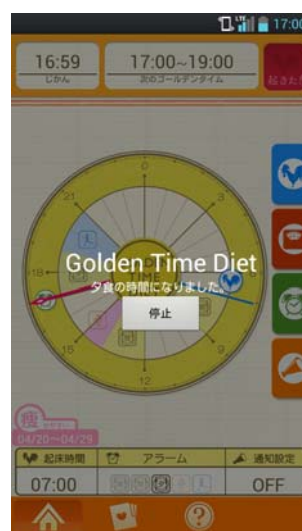 17:00
16:59
じかん
17:00~19:00
次のゴールデンタイム
起きた!
0
21
3
18
15
12
TIME
Golden Time Diet
夕食の時間になりました。
停止
痩
04/20~04/29
起床時間
アラーム
通知設定
07:00
OFF